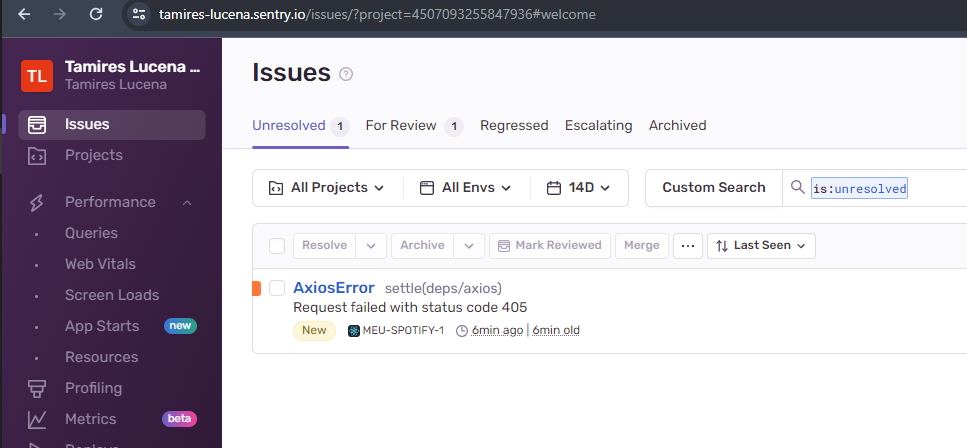 tamires-lucena.sentry.io/issues/?project=4507093255847936#welcome
TL
Tamires Lucena ...
Tamires Lucena
Issues
Projects
Performance
Queries
Web Vitals
Screen Loads
App Starts new
Resources
Profiling
Metrics beta
Issues ?
Unresolved 1 For Review 1 Regressed Escalating Archived
All Projects All Envs 14D Custom Search is:unresolved
Resolve Archive Mark Reviewed Merge ... Last Seen
AxiosError settle(deps/axios)
Request failed with status code 405
New MEU-SPOTIFY-1 6min ago | 6min old